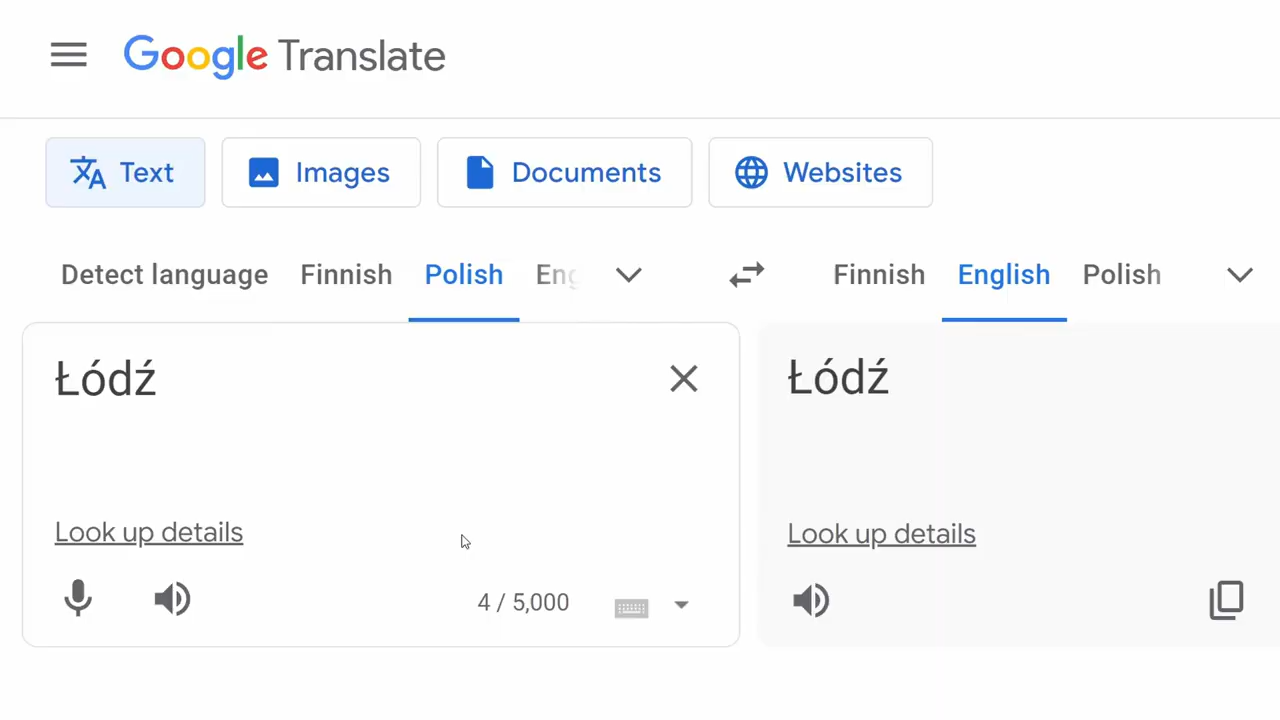 Google Translate
Text Images Documents Websites
Detect language Finnish Polish Finnish English Polish
Łódź Łódź
Look up details Look up details
4 / 5,000